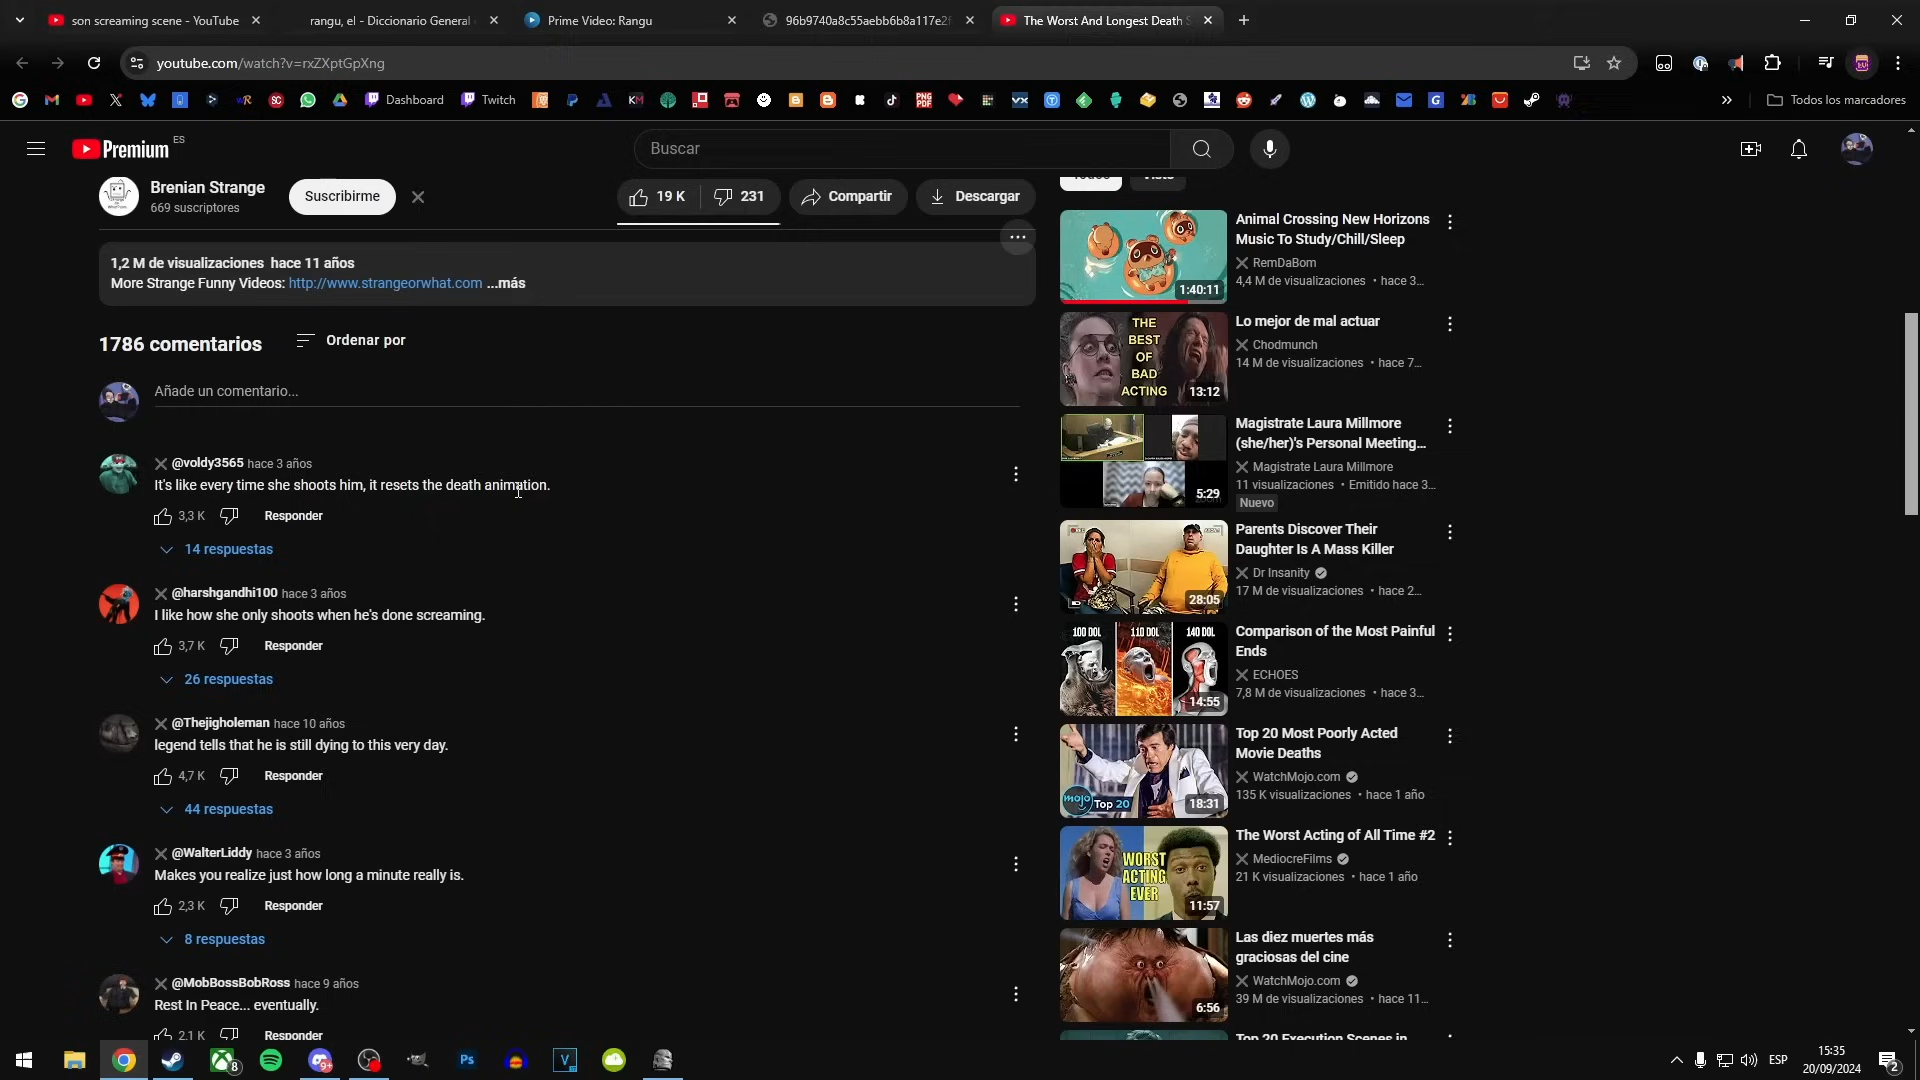 son screaming scene - YouTube
rangu, el - Diccionario General
Prime Video: Rangu
96b9740a8c55aebb6b8a117e2
The Worst And Longest Death
youtube.com/watch?v=rxZXptGpXng
Dashboard
Twitch
Todos los marcadores
Premium
ES
Buscar
Brenian Strange
669 suscriptores
Suscribirme
19 K
231
Compartir
Descargar
1,2 M de visualizaciones hace 11 años
More Strange Funny Videos: http://www.strangeorwhat.com ...más
1786 comentarios
Ordenar por
Añade un comentario...
@voldy3565 hace 3 años
It's like every time she shoots him, it resets the death animation.
3,3 K
Responder
14 respuestas
@harshgandhi100 hace 3 años
I like how she only shoots when he's done screaming.
3,7 K
Responder
26 respuestas
@Thejigholeman hace 10 años
legend tells that he is still dying to this very day.
4,7 K
Responder
44 respuestas
@WalterLiddy hace 3 años
Makes you realize just how long a minute really is.
2,3 K
Responder
8 respuestas
@MobBossBobRoss hace 9 años
Rest In Peace... eventually.
2,1 K
Responder
1:40:11
Animal Crossing New Horizons
Music To Study/Chill/Sleep
RemDaBom
4,4 M de visualizaciones • hace 3...
THE
BEST
OF
BAD
ACTING
13:12
Lo mejor de mal actuar
Chodmunch
14 M de visualizaciones • hace 7...
5:29
Magistrate Laura Millmore
(she/her)'s Personal Meeting...
Magistrate Laura Millmore
11 visualizaciones • Emitido hace 3...
Nuevo
28:05
Parents Discover Their
Daughter Is A Mass Killer
Dr Insanity
17 M de visualizaciones • hace 2...
100 DOL
110 DOL
140 DOL
14:55
Comparison of the Most Painful
Ends
ECHOES
7,8 M de visualizaciones • hace 3...
mojo Top 20
18:31
Top 20 Most Poorly Acted
Movie Deaths
WatchMojo.com
135 K visualizaciones • hace 1 año
WORST
ACTING
EVER
11:57
The Worst Acting of All Time #2
MediocreFilms
21 K visualizaciones • hace 1 año
6:56
Las diez muertes más
graciosas del cine
WatchMojo.com
39 M de visualizaciones • hace 11...
Top 20 Execution Scenes in
8
9+
Ps
V
ESP
15:35
20/09/2024
2